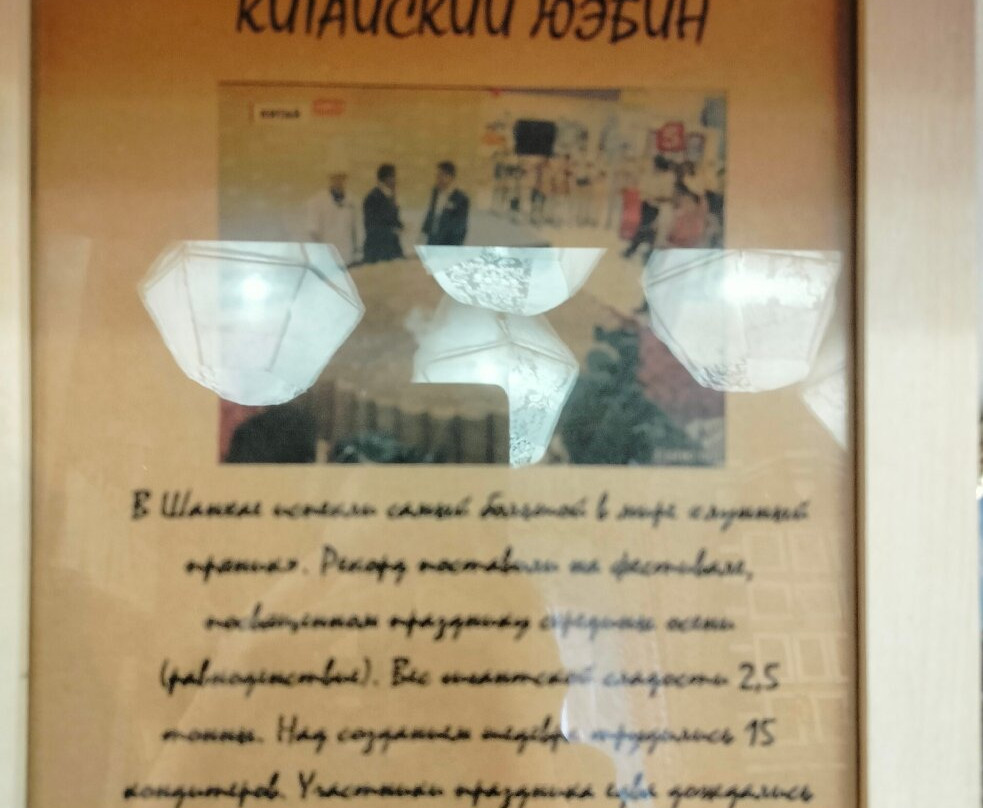 КИТАЙСКИЙ ЮЭБИН
КИТАЙ
В Шанхае испекли самый большой в мире «лунный
пряник». Рекорд поставили на фестивале,
посвященном празднику середины осени
(равноденствие). Вес гигантской сладости 2,5
тонны. Над созданием шедевра трудились 15
кондитеров. Участники праздника едва дождались